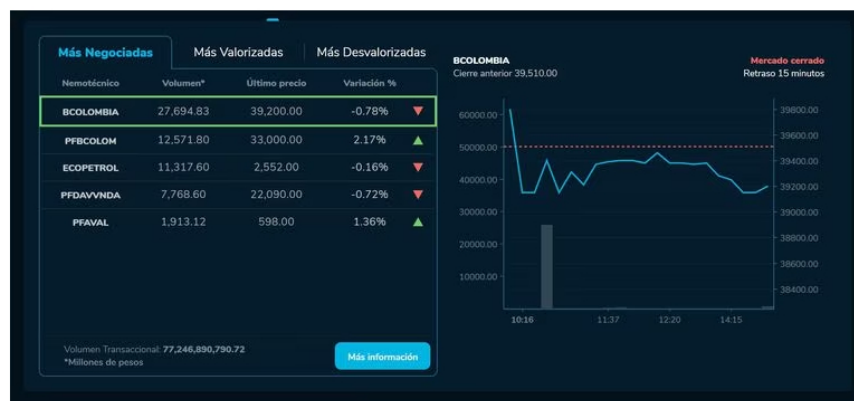 Más Negociadas Más Valorizadas Más Desvalorizadas
Nemotécnico Volumen* Último precio Variación %
BCOLOMBIA 27,694.83 39,200.00 -0.78%
PFBCOLOM 12,571.80 33,000.00 2.17%
ECOPETROL 11,317.60 2,552.00 -0.16%
PFDAVVNDA 7,768.60 22,090.00 -0.72%
PFAVAL 1,913.12 598.00 1.36%
Volumen Transaccional: 77,246,890,790.72
*Millones de pesos
Más información
BCOLOMBIA Mercado cerrado
Cierre anterior 39,510.00 Retraso 15 minutos
60000.00 39800.00
39600.00
50000.00
39400.00
40000.00 39200.00
30000.00 39000.00
38800.00
20000.00
38600.00
10000.00 38400.00
10:16 11:37 12:20 14:15